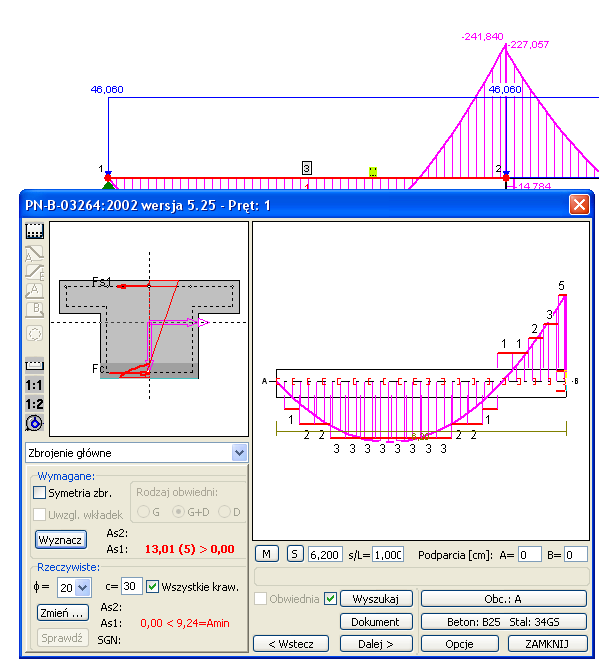 -241,840
-227,057
46,060
46,060
1
3
2
-14,784
PN-B-03264:2002 wersja 5.25 - Pręt: 1
Fs1
Fc
1:1
1:2
A
B
5
3
2
1 1
1 2 2 3 3 3 3 3 3 3 2 2 1
Zbrojenie główne
Wymagane:
Symetria zbr.
Uwzgl. wkładek
Rodzaj obwiedni:
G G+D D
Wyznacz
As2:
As1: 13,01 (5) > 0,00
Rzeczywiste:
ϕ = 20 c= 30 Wszystkie kraw.
Zmień ...
As2:
As1: 0,00 < 9,24=Amin
Sprawdź
SGN:
M S 6,200 s/L= 1,000 Podparcia [cm]: A= 0 B= 0
Obwiednia
Wyszukaj
Obc.: A
Dokument
Beton: B25 Stal: 34GS
< Wstecz
Dalej >
Opcje
ZAMKNIJ